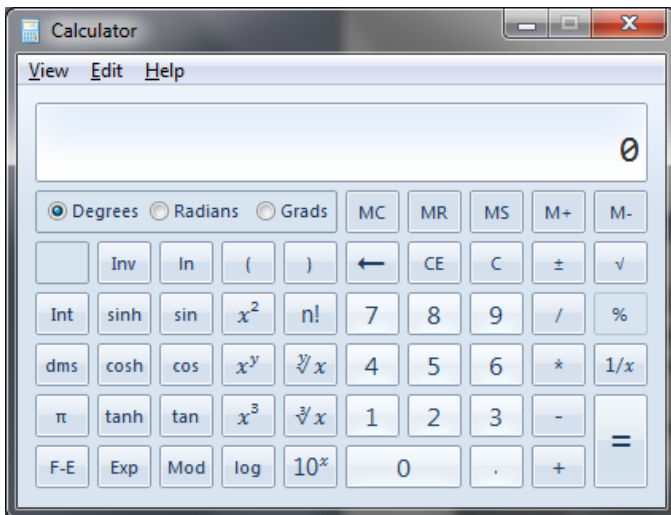 Calculator
View Edit Help
0
Degrees Radians Grads MC MR MS M+ M-
Inv In ( ) ← CE C ± √
Int sinh sin x² n! 7 8 9 / %
dms cosh cos xʸ ʸ√x 4 5 6 * 1/x
π tanh tan x³ ³√x 1 2 3 - =
F-E Exp Mod log 10ˣ 0 . +